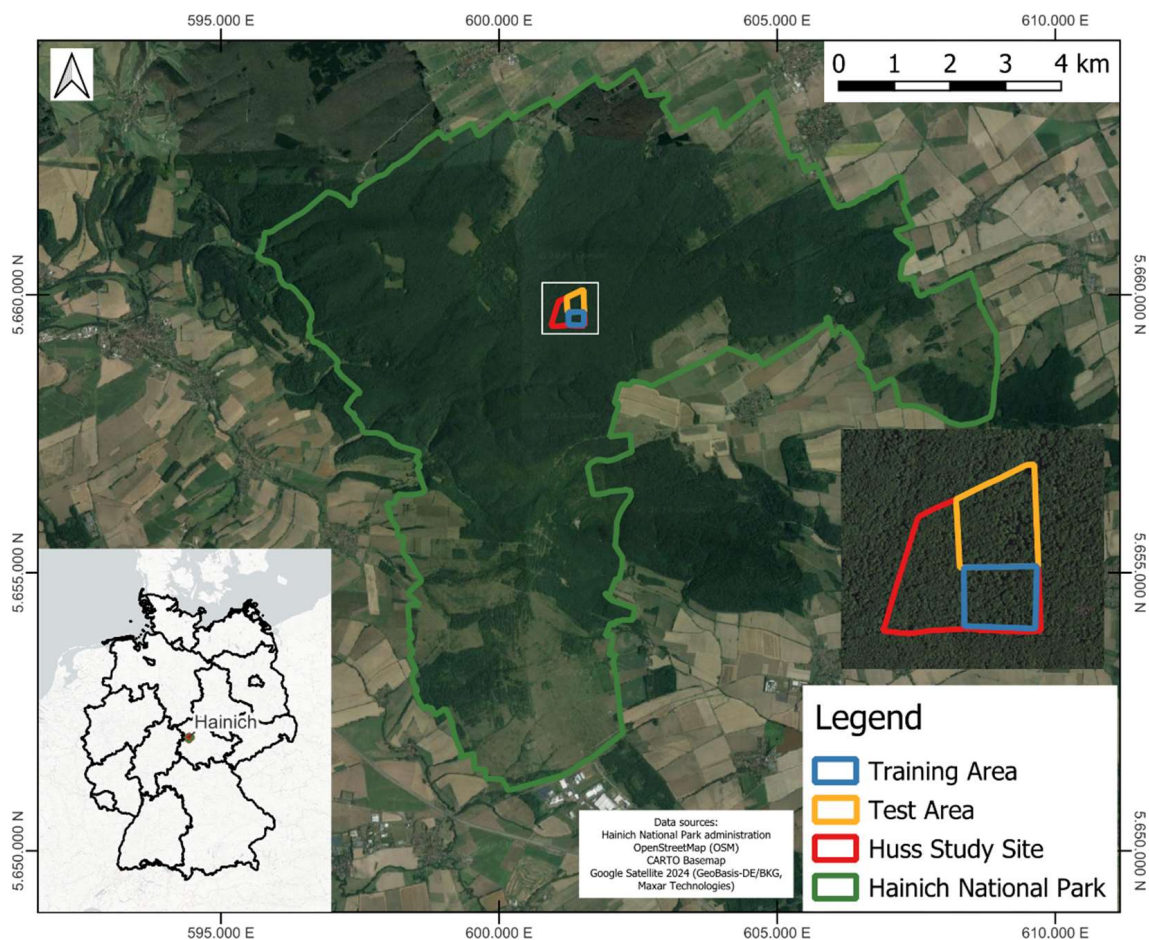 595.000 E
600.000 E
605.000 E
610.000 E
0 1 2 3 4 km
5.660.000 N
5.660.000 N
5.655.000 N
5.655.000 N
Hainich
Legend
Training Area
Test Area
Huss Study Site
Hainich National Park
Data sources:
Hainich National Park administration
OpenStreetMap (OSM)
CARTO Basemap
Google Satellite 2024 (GeoBasis-DE/BKG,
Maxar Technologies)
5.650.000 N
5.650.000 N
595.000 E
600.000 E
605.000 E
610.000 E